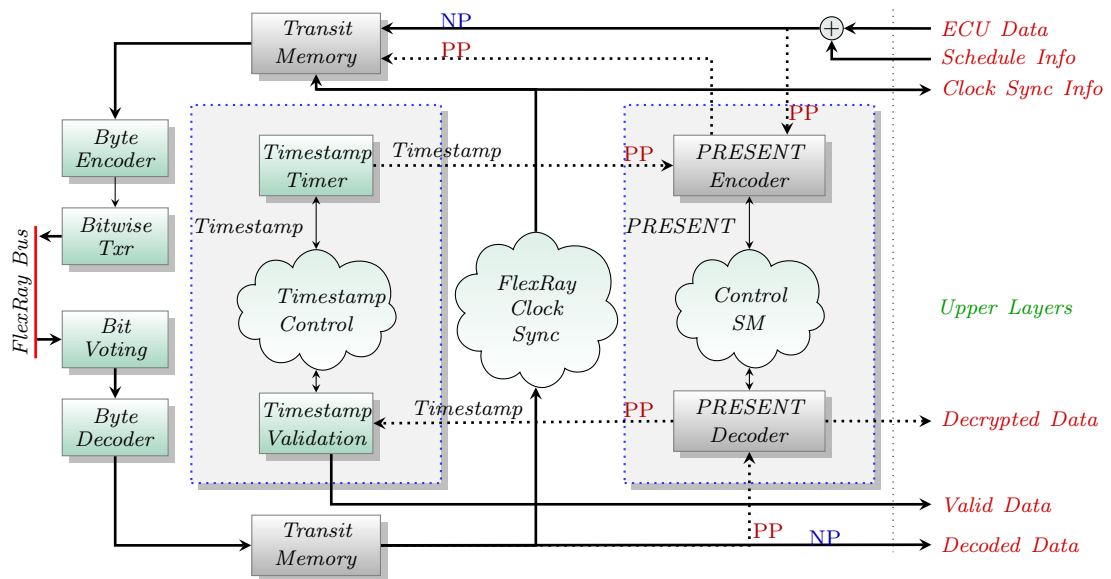 Transit
Memory
NP
PP
+
ECU Data
Schedule Info
Clock Sync Info
PP
Byte
Encoder
Timestamp
Timer
Timestamp
PP
PRESENT
Encoder
Bitwise
Txr
Timestamp
PRESENT
FlexRay Bus
Timestamp
Control
FlexRay
Clock
Sync
Control
SM
Upper Layers
Bit
Voting
Byte
Decoder
Timestamp
Validation
Timestamp
PP
PRESENT
Decoder
Decrypted Data
Valid Data
Transit
Memory
PP
NP
Decoded Data